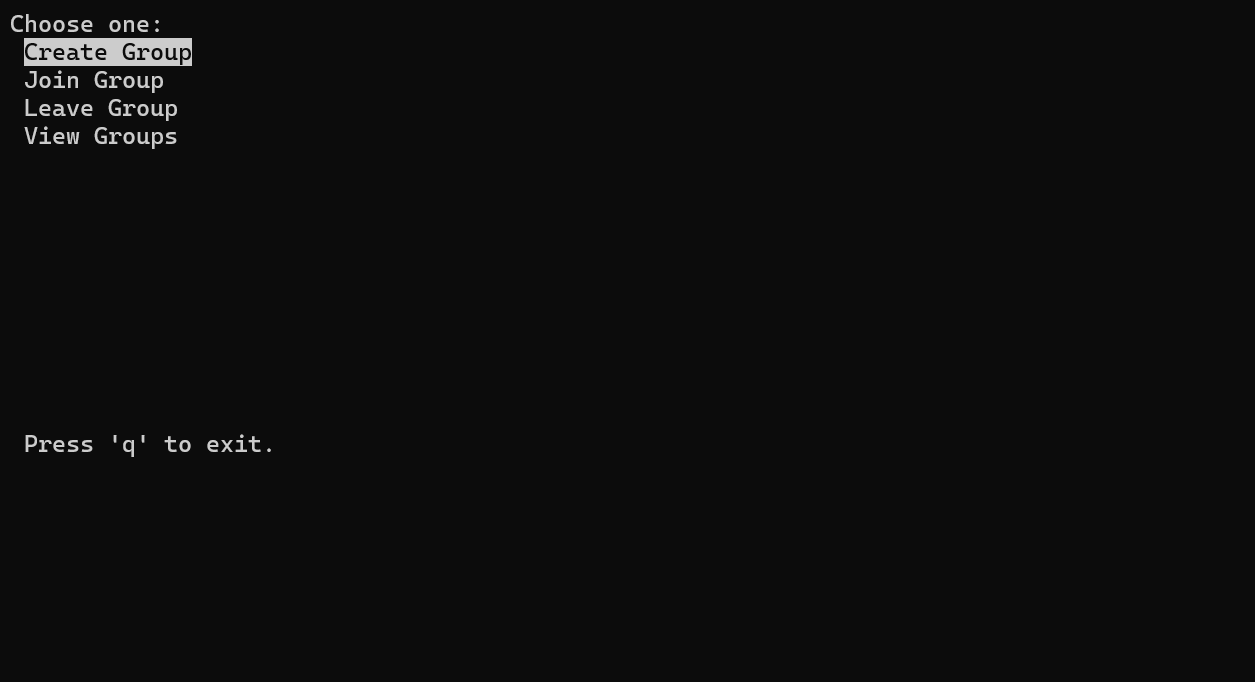 Choose one:
Create Group
Join Group
Leave Group
View Groups
Press 'q' to exit.